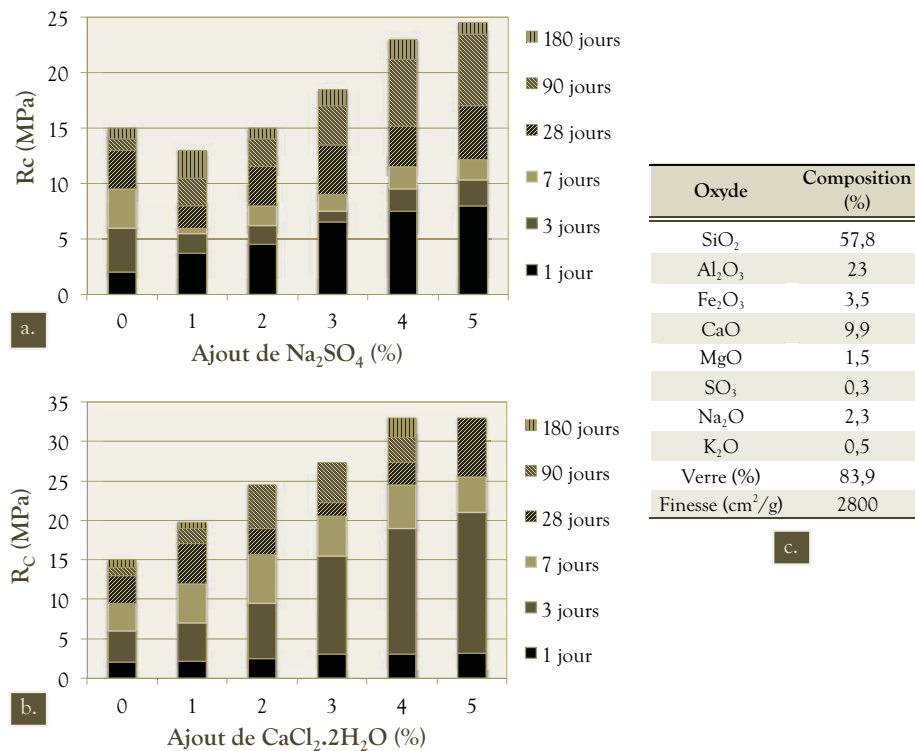 25
20
15
10
5
0
Rc (MPa)
0 1 2 3 4 5
Ajout de Na₂SO₄ (%)
180 jours
90 jours
28 jours
7 jours
3 jours
1 jour
a.
35
30
25
20
15
10
5
0
R_C (MPa)
0 1 2 3 4 5
Ajout de CaCl₂.2H₂O (%)
180 jours
90 jours
28 jours
7 jours
3 jours
1 jour
b.
Oxyde Composition
(%)
SiO₂ 57,8
Al₂O₃ 23
Fe₂O₃ 3,5
CaO 9,9
MgO 1,5
SO₃ 0,3
Na₂O 2,3
K₂O 0,5
Verre (%) 83,9
Finesse (cm²/g) 2800
c.